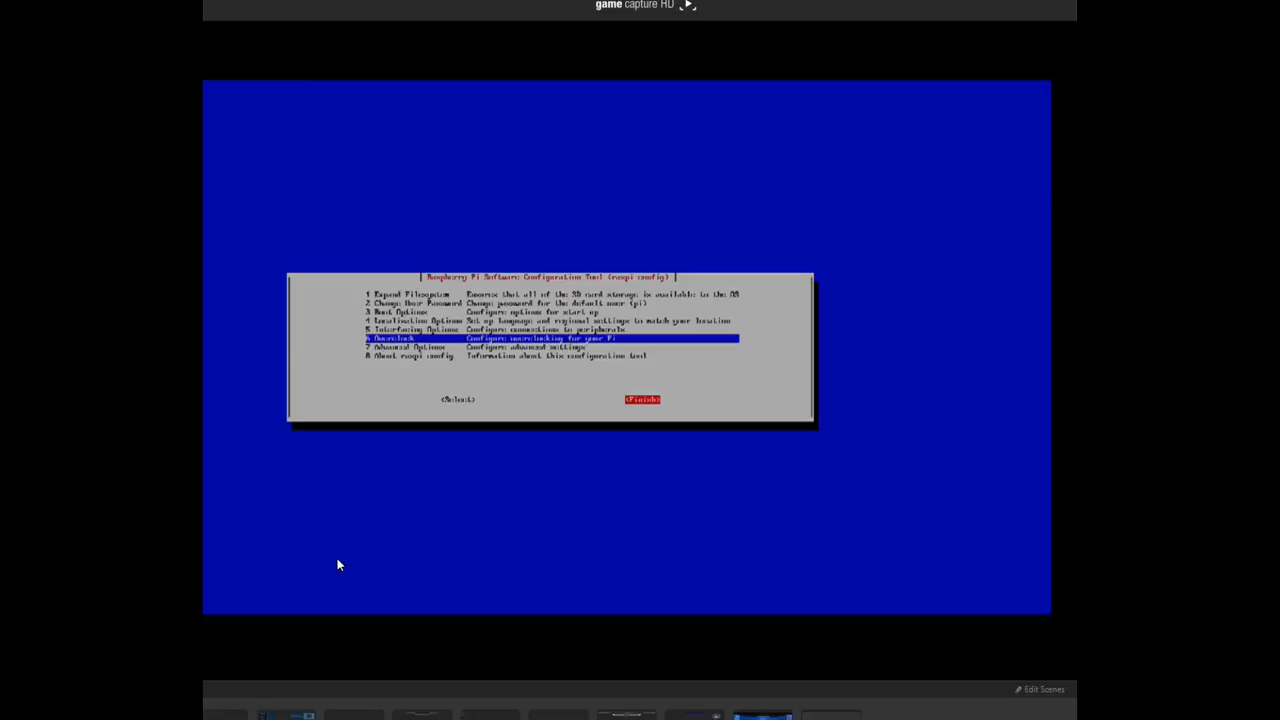 game capture HD
Raspberry Pi Software Configuration Tool (raspi-config)
1 Expand Filesystem Ensures that all of the SD card storage is available to the OS
2 Change User Password Change password for the default user (pi)
3 Boot Options Configure options for start-up
4 Localisation Options Set up language and regional settings to match your location
5 Interfacing Options Configure connections to peripherals
6 Overclock Configure overclocking for your Pi
7 Advanced Options Configure advanced settings
8 About raspi-config Information about this configuration tool
<Select> <Finish>
Edit Scenes